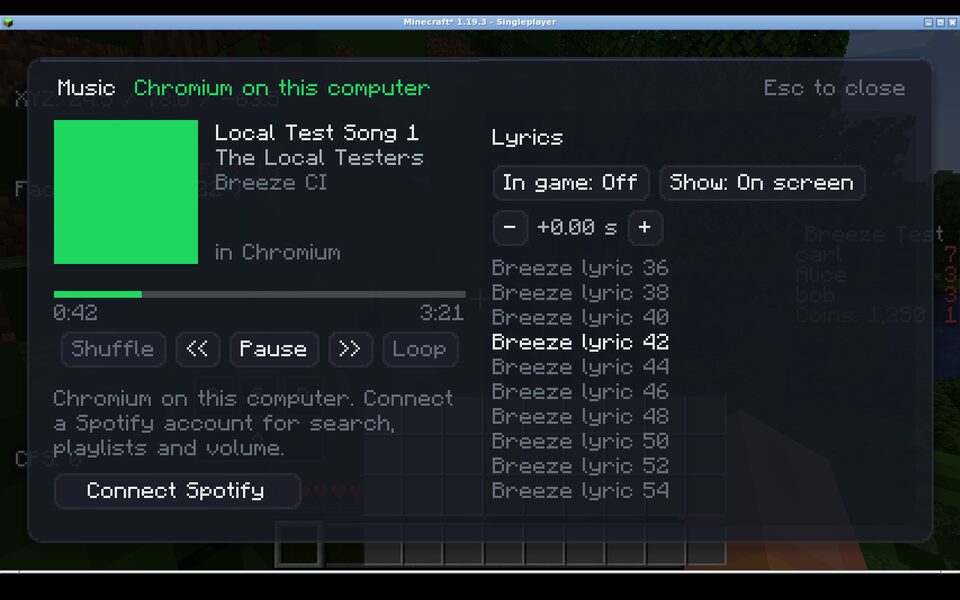 Minecraft* 1.19.3 - Singleplayer
Music Chromium on this computer
Esc to close
Local Test Song 1
The Local Testers
Breeze CI
in Chromium
0:42
3:21
Shuffle << Pause >> Loop
Chromium on this computer. Connect
a Spotify account for search,
playlists and volume.
Connect Spotify
Lyrics
In game: Off Show: On screen
- +0.00 s +
Breeze lyric 36
Breeze lyric 38
Breeze lyric 40
Breeze lyric 42
Breeze lyric 44
Breeze lyric 46
Breeze lyric 48
Breeze lyric 50
Breeze lyric 52
Breeze lyric 54
Breeze Test
carl 7
Alice 3
bob 3
Coins: 1,250 1